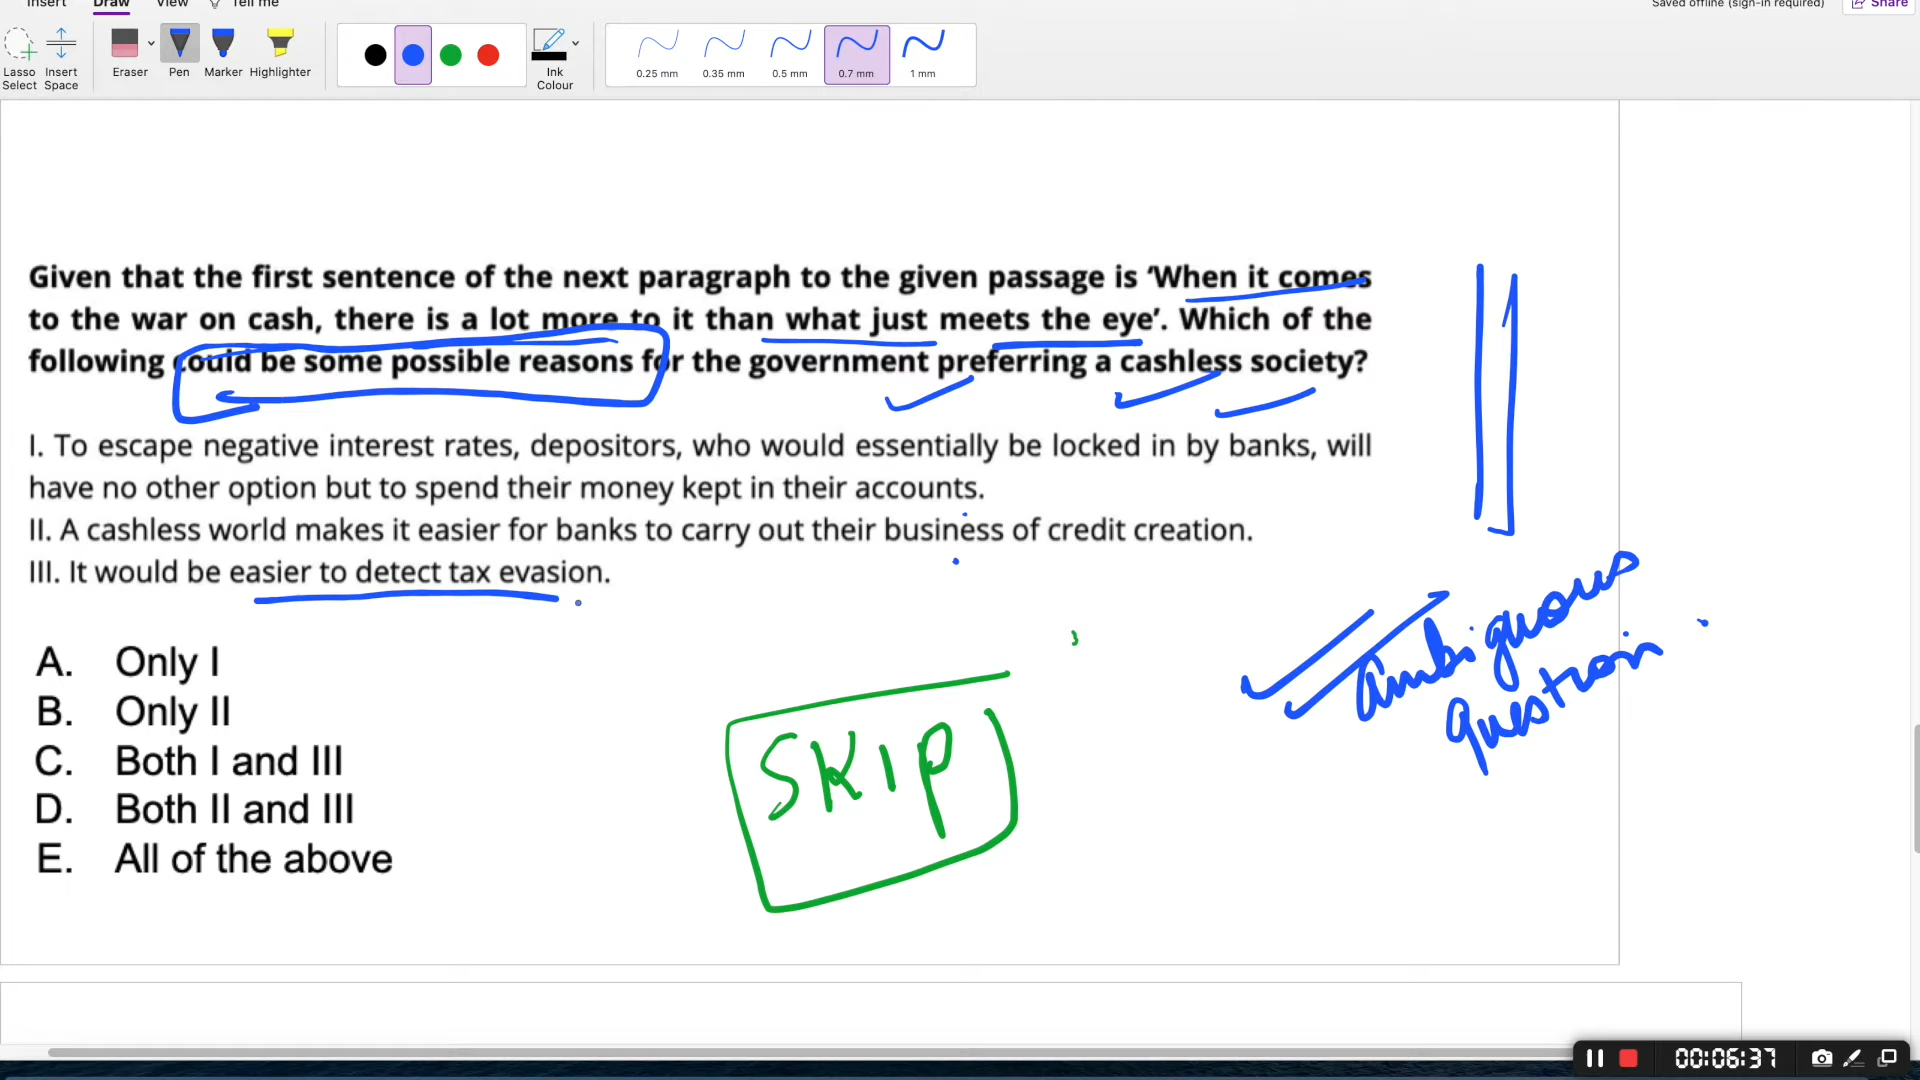 Insert Draw View Tell me Saved offline (sign-in required) Share
Lasso Select Insert Space Eraser Pen Marker Highlighter Ink Colour 0.25 mm 0.35 mm 0.5 mm 0.7 mm 1 mm
Given that the first sentence of the next paragraph to the given passage is ‘When it comes
to the war on cash, there is a lot more to it than what just meets the eye’. Which of the
following could be some possible reasons for the government preferring a cashless society?
I. To escape negative interest rates, depositors, who would essentially be locked in by banks, will
have no other option but to spend their money kept in their accounts.
II. A cashless world makes it easier for banks to carry out their business of credit creation.
III. It would be easier to detect tax evasion.
A. Only I
B. Only II
C. Both I and III
D. Both II and III
E. All of the above
SKIP
ambiguous
question
00:06:37